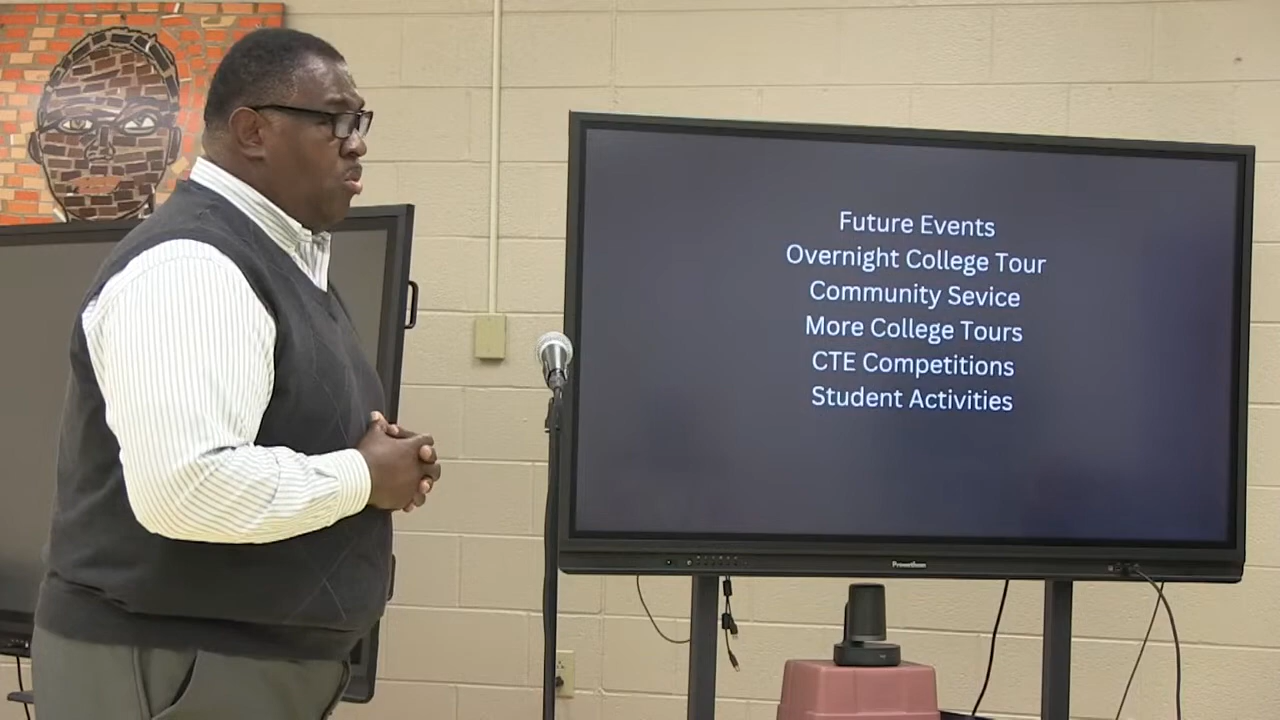 Future Events
Overnight College Tour
Community Sevice
More College Tours
CTE Competitions
Student Activities
Promethean